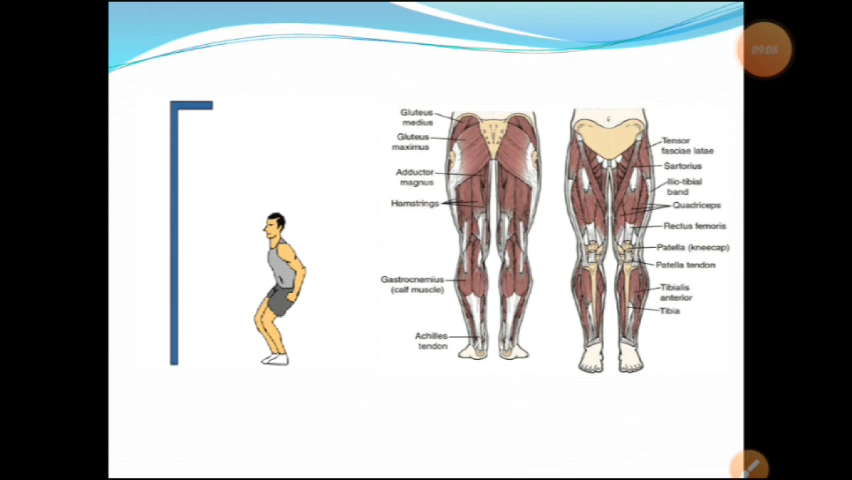 09:08
Gluteus
medius
Gluteus
maximus
Adductor
magnus
Hamstrings
Gastrocnemius
(calf muscle)
Achilles
tendon
Tensor
fasciae latae
Sartorius
Ilio-tibial
band
Quadriceps
Rectus femoris
Patella (kneecap)
Patella tendon
Tibialis
anterior
Tibia